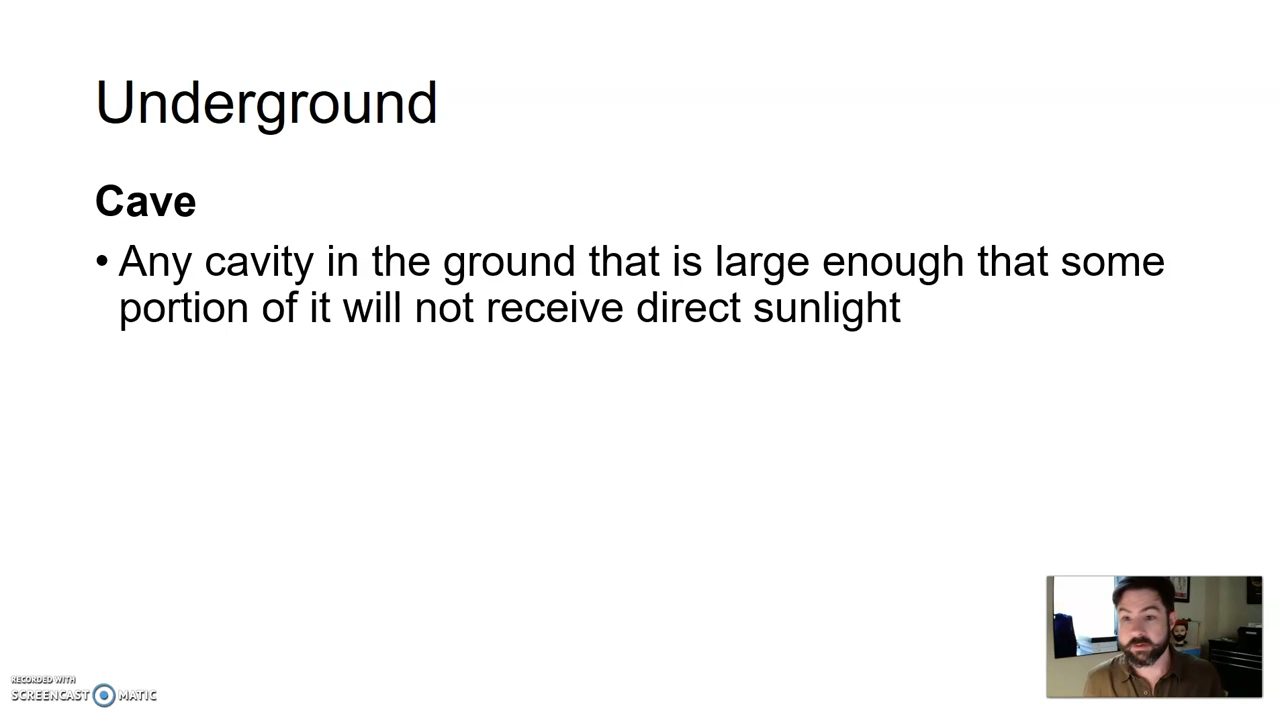 Underground
Cave
• Any cavity in the ground that is large enough that some
portion of it will not receive direct sunlight
RECORDED WITH
SCREENCAST MATIC